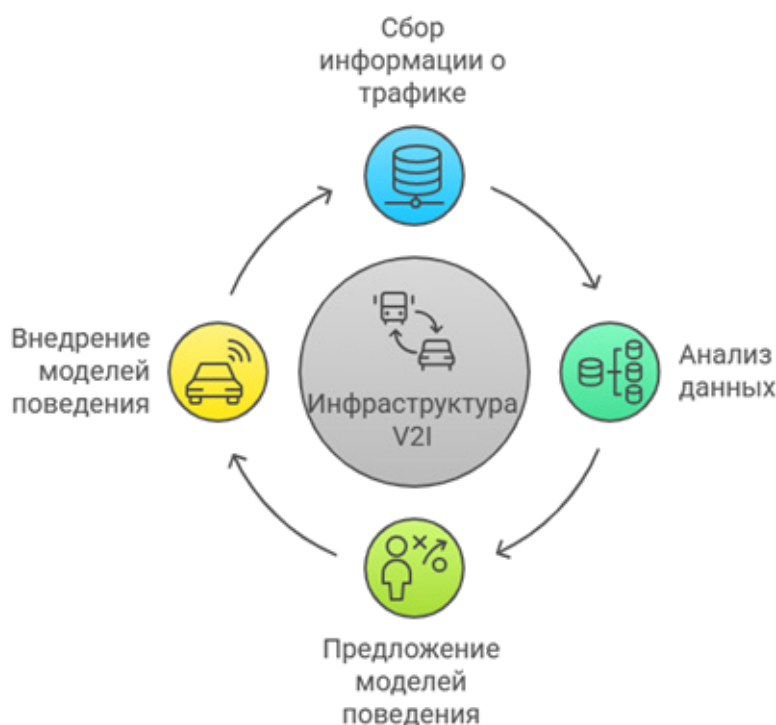 Сбор
информации о
трафике
Внедрение
моделей
поведения
Инфраструктура
V2I
Анализ
данных
Предложение
моделей
поведения